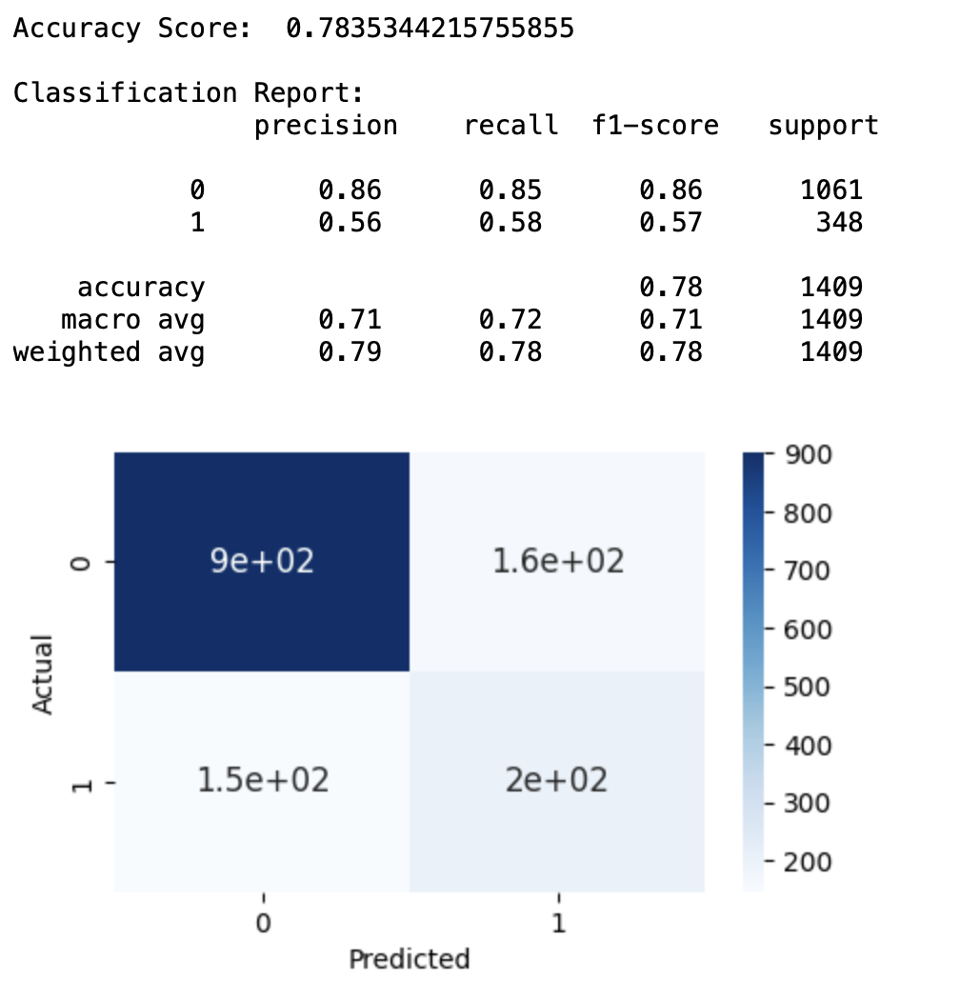 Accuracy Score:  0.7835344215755855
Classification Report:
precision recall f1-score support
0 0.86 0.85 0.86 1061
1 0.56 0.58 0.57 348
accuracy 0.78 1409
macro avg 0.71 0.72 0.71 1409
weighted avg 0.79 0.78 0.78 1409
900
800
700
600
500
400
300
200
Actual
0
9e+02 1.6e+02
1
1.5e+02 2e+02
0 1
Predicted